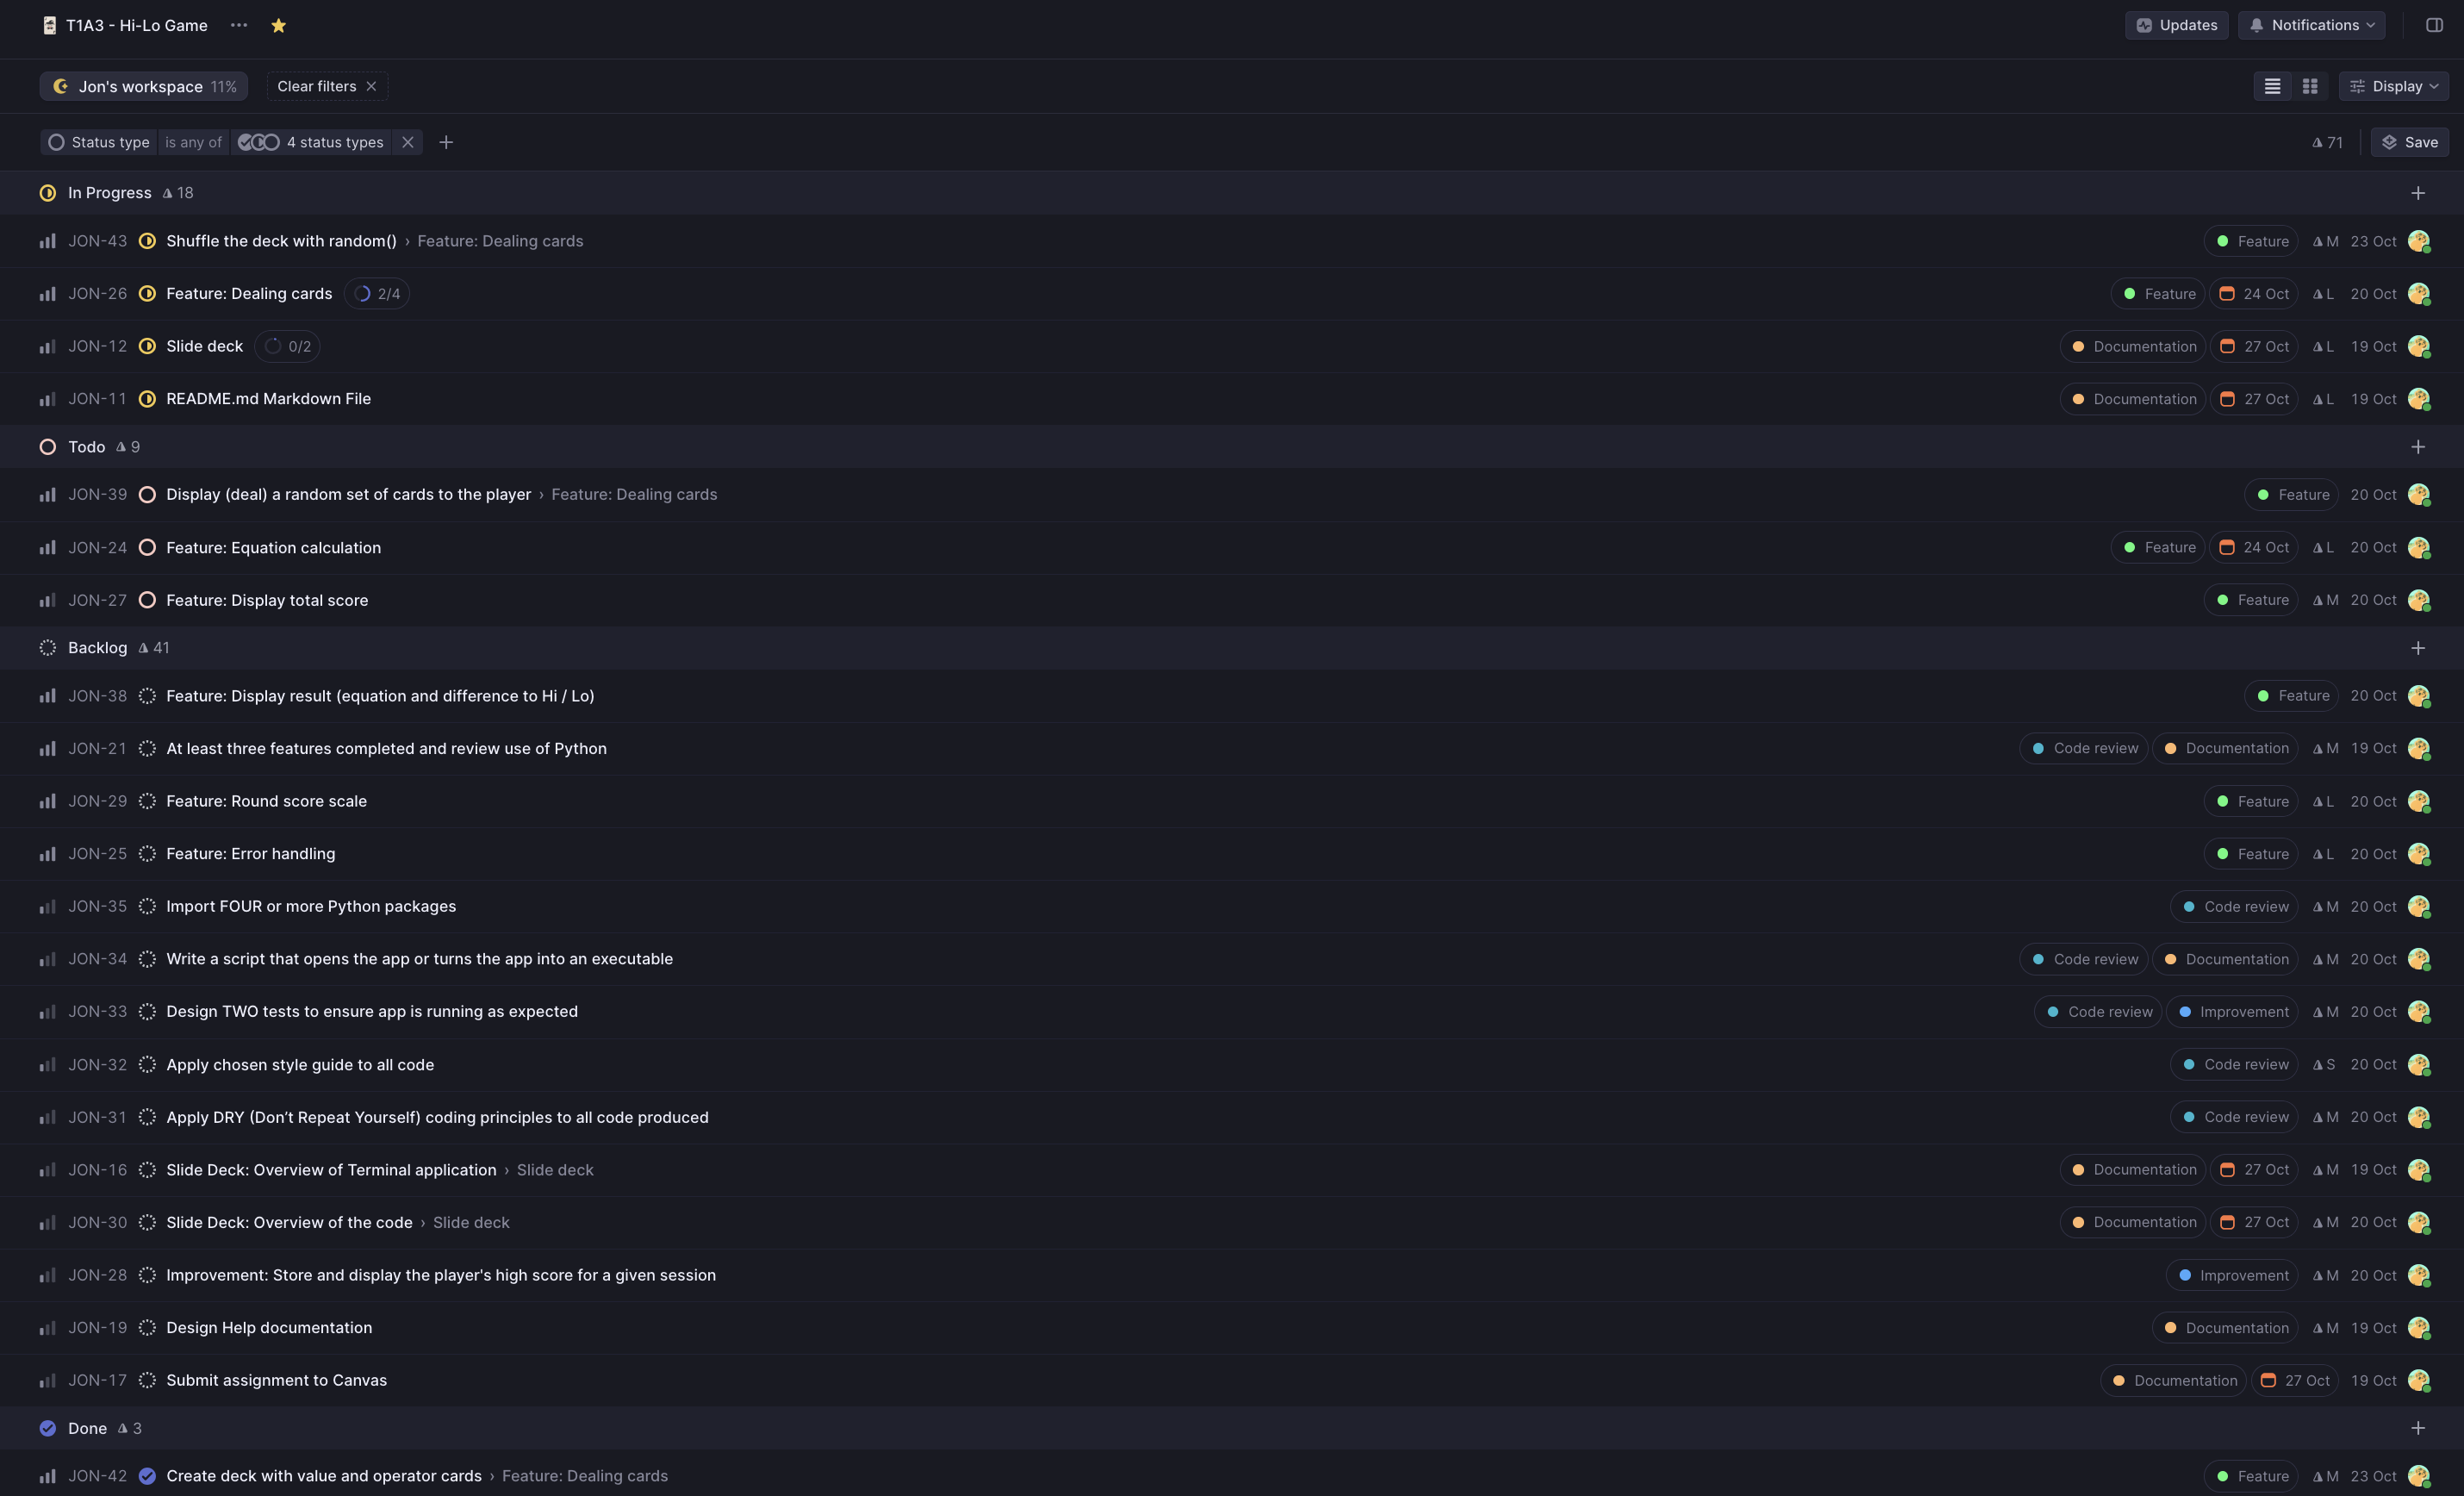 T1A3 - Hi-Lo Game ··· Updates Notifications
Jon's workspace 11% Clear filters Display
Status type is any of 4 status types 71 Save
In Progress 18
JON-43 Shuffle the deck with random() › Feature: Dealing cards Feature M 23 Oct
JON-26 Feature: Dealing cards 2/4 Feature 24 Oct L 20 Oct
JON-12 Slide deck 0/2 Documentation 27 Oct L 19 Oct
JON-11 README.md Markdown File Documentation 27 Oct L 19 Oct
Todo 9
JON-39 Display (deal) a random set of cards to the player › Feature: Dealing cards Feature 20 Oct
JON-24 Feature: Equation calculation Feature 24 Oct L 20 Oct
JON-27 Feature: Display total score Feature M 20 Oct
Backlog 41
JON-38 Feature: Display result (equation and difference to Hi / Lo) Feature 20 Oct
JON-21 At least three features completed and review use of Python Code review Documentation M 19 Oct
JON-29 Feature: Round score scale Feature L 20 Oct
JON-25 Feature: Error handling Feature L 20 Oct
JON-35 Import FOUR or more Python packages Code review M 20 Oct
JON-34 Write a script that opens the app or turns the app into an executable Code review Documentation M 20 Oct
JON-33 Design TWO tests to ensure app is running as expected Code review Improvement M 20 Oct
JON-32 Apply chosen style guide to all code Code review S 20 Oct
JON-31 Apply DRY (Don’t Repeat Yourself) coding principles to all code produced Code review M 20 Oct
JON-16 Slide Deck: Overview of Terminal application › Slide deck Documentation 27 Oct M 19 Oct
JON-30 Slide Deck: Overview of the code › Slide deck Documentation 27 Oct M 20 Oct
JON-28 Improvement: Store and display the player's high score for a given session Improvement M 20 Oct
JON-19 Design Help documentation Documentation M 19 Oct
JON-17 Submit assignment to Canvas Documentation 27 Oct 19 Oct
Done 3
JON-42 Create deck with value and operator cards › Feature: Dealing cards Feature M 23 Oct